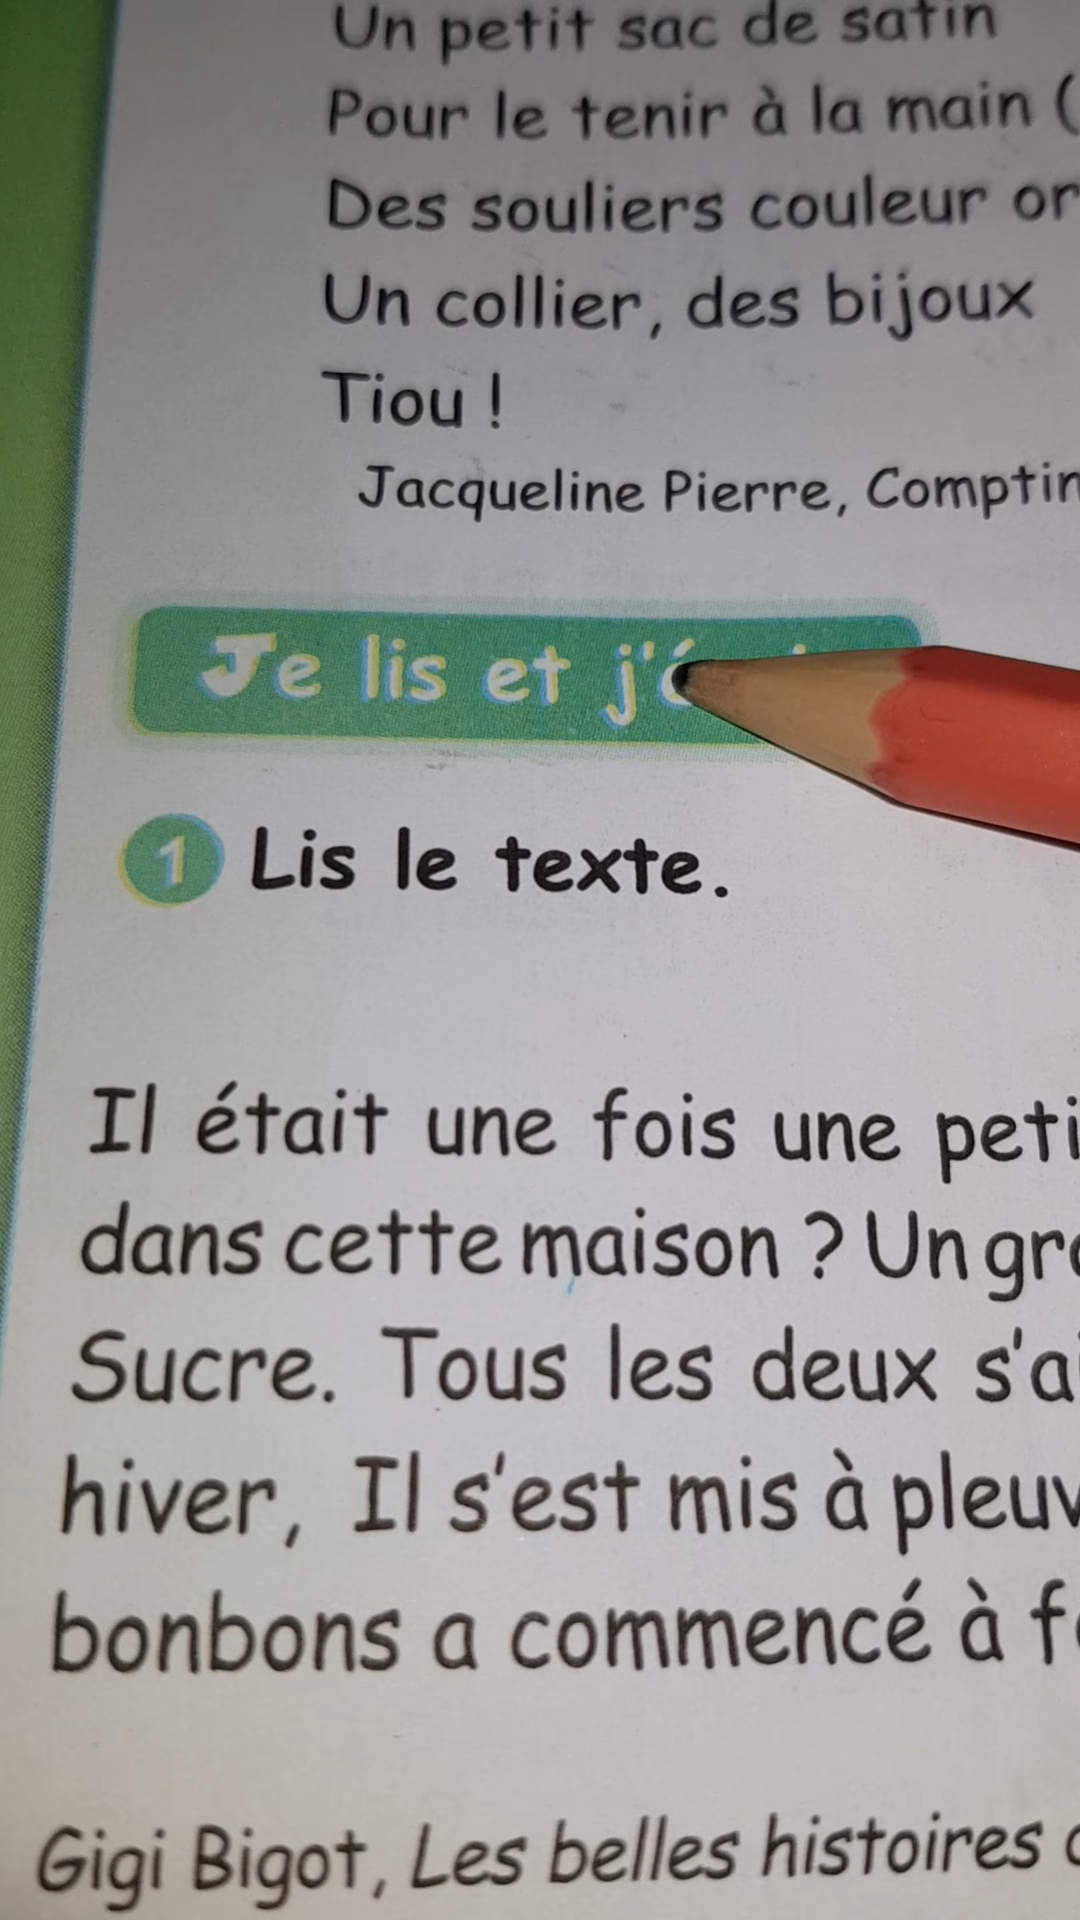 Un petit sac de satin
Pour le tenir à la main (
Des souliers couleur or
Un collier, des bijoux
Tiou !
Jacqueline Pierre,
Je lis et
1 Lis le texte.
Il était une fois une
dans cette maison ? Un
Sucre. Tous les deux
hiver, Il s'est mis à
bonbons a commencé à
Gigi Bigot, Les belles histoires